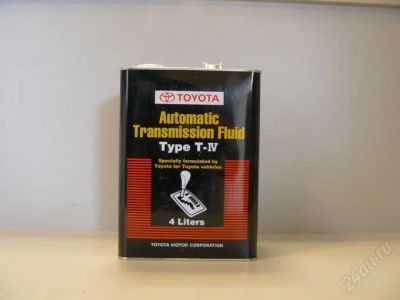 TOYOTA
Automatic
Transmission Fluid
Type T-IV
Specially formulated by
Toyota for Toyota vehicles
4 Liters
TOYOTA MOTOR CORPORATION
24au.ru